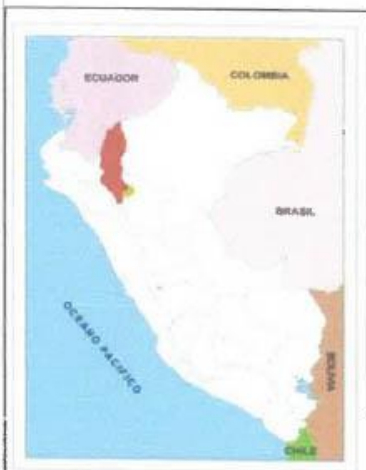 ECUADOR
COLOMBIA
BRASIL
OCEANO PACIFICO
BOLIVIA
CHILE